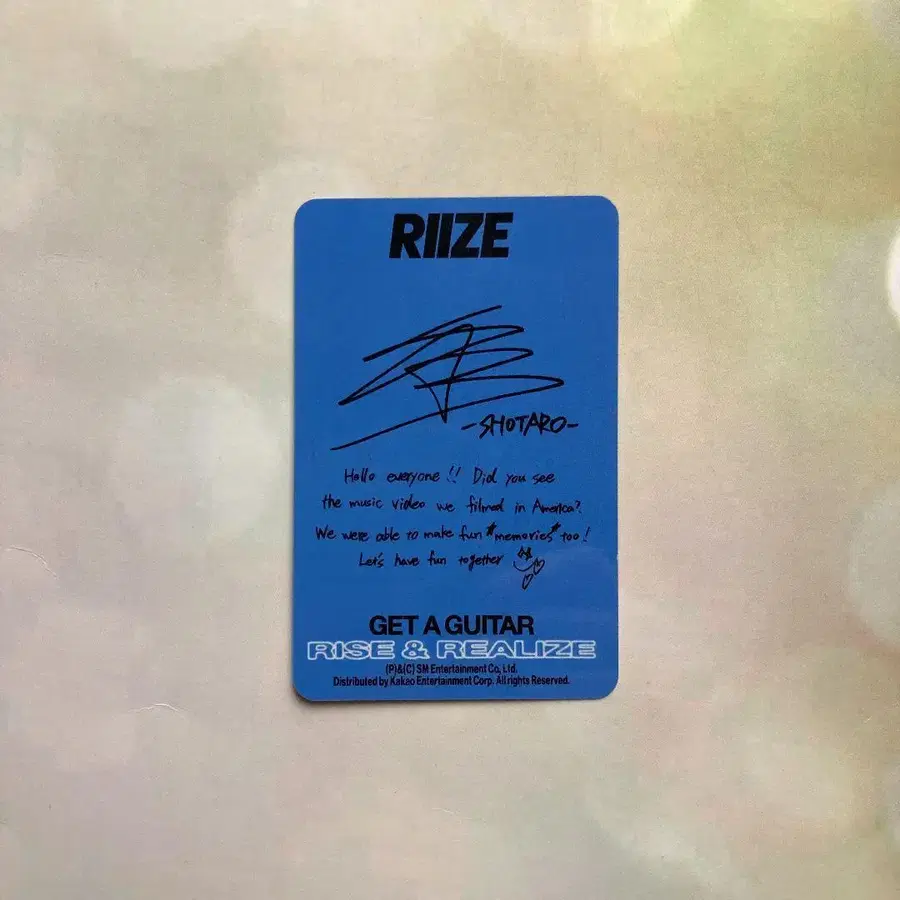 RIIZE
-SHOTARO-
Hello everyone!! Did you see
the music video we filmed in America?
We were able to make fun *memories* too!
Let's have fun together
GET A GUITAR
RISE & REALIZE
(P)&(C) SM Entertainment Co., Ltd.
Distributed by Kakao Entertainment Corp. All rights Reserved.